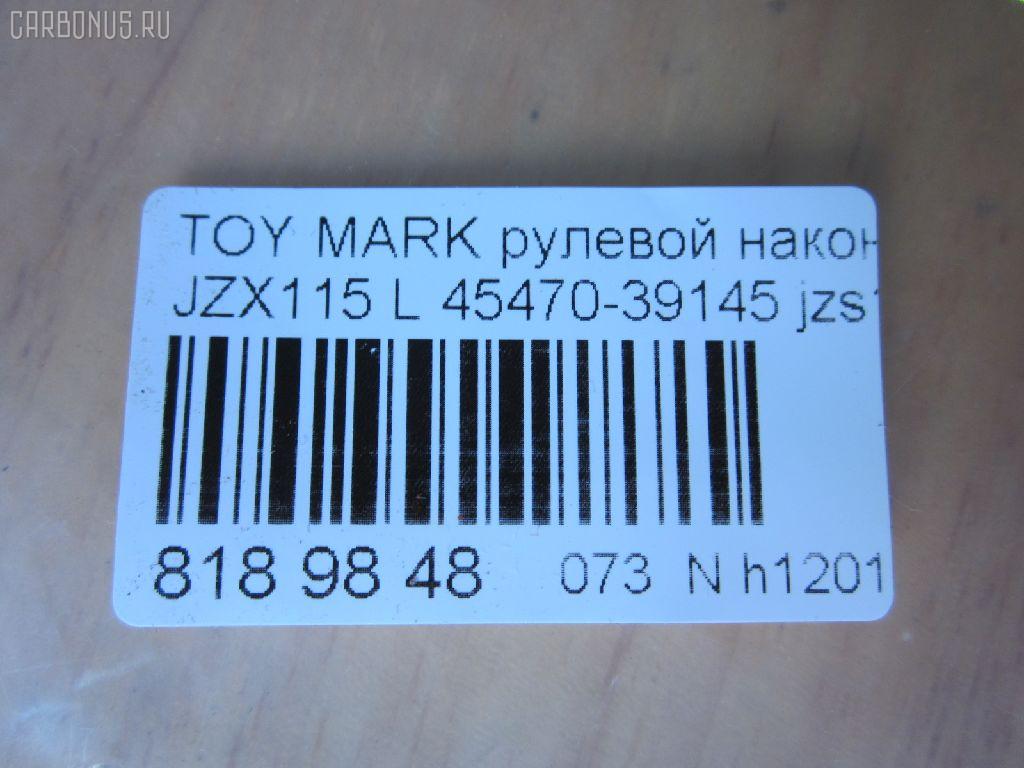 CARBONUS.RU
TOY MARK рулевой након
JZX115 L 45470-39145 jzs1
818 98 48 073 N h1201